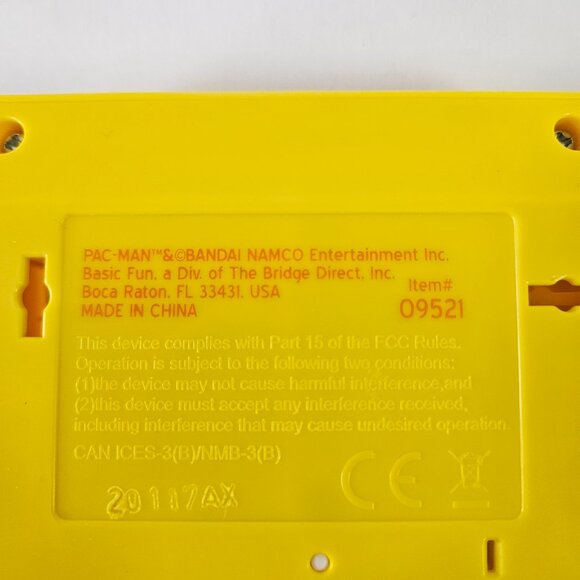 PAC-MAN™&©BANDAI NAMCO Entertainment Inc.
Basic Fun, a Div. of The Bridge Direct, Inc.
Boca Raton, FL 33431, USA
MADE IN CHINA
Item#
09521
This device complies with Part 15 of the FCC Rules.
Operation is subject to the following two conditions:
(1)the device may not cause harmful interference,and
(2)this device must accept any interference received,
including interference that may cause undesired operation.
CAN ICES-3(B)/NMB-3(B)
20117AX
CE